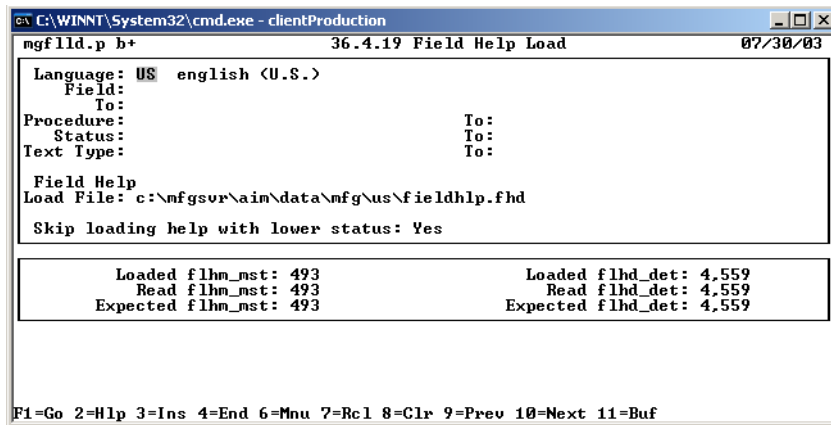 C:\WINNT\System32\cmd.exe - clientProduction
mgflld.p b+ 36.4.19 Field Help Load 07/30/03
Language: US english (U.S.)
Field:
To:
Procedure: To:
Status: To:
Text Type: To:
Field Help
Load File: c:\mfgsvr\aim\data\mfg\us\fieldhlp.fhd
Skip loading help with lower status: Yes
Loaded flhm_mst: 493 Loaded flhd_det: 4,559
Read flhm_mst: 493 Read flhd_det: 4,559
Expected flhm_mst: 493 Expected flhd_det: 4,559
F1=Go 2=Hlp 3=Ins 4=End 6=Mnu 7=Rcl 8=Clr 9=Prev 10=Next 11=Buf